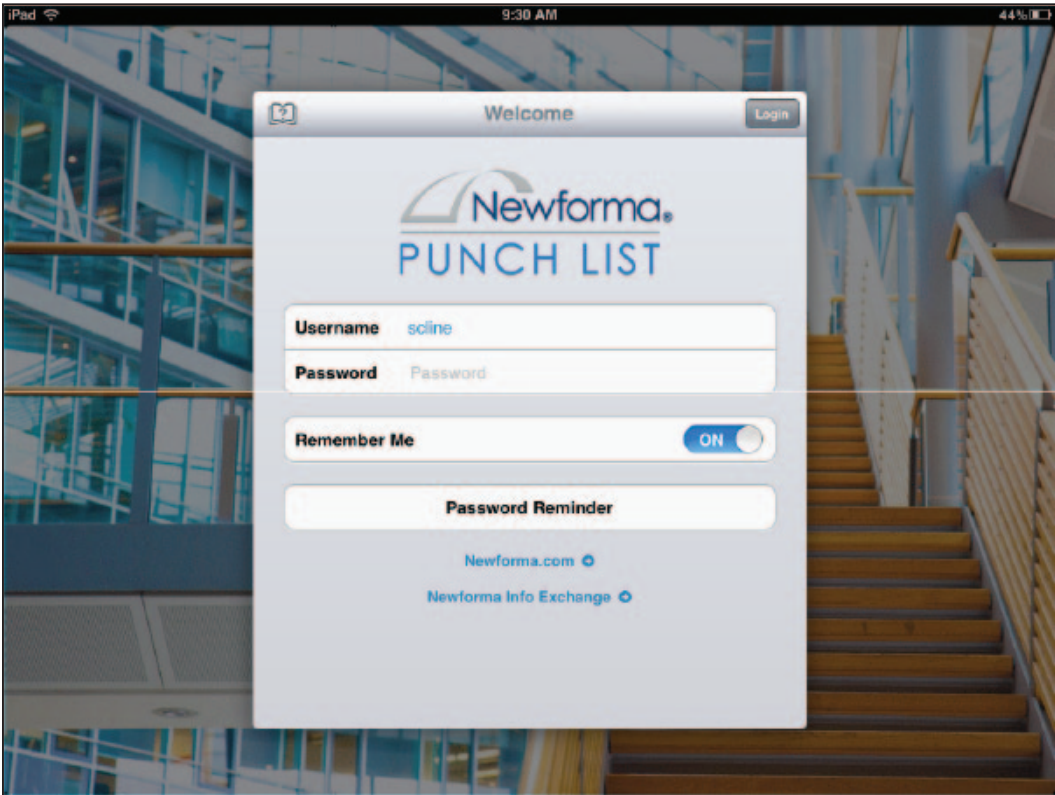 iPad 9:30 AM 44%
Welcome Login
Newforma®
PUNCH LIST
Username scline
Password Password
Remember Me ON
Password Reminder
Newforma.com
Newforma Info Exchange